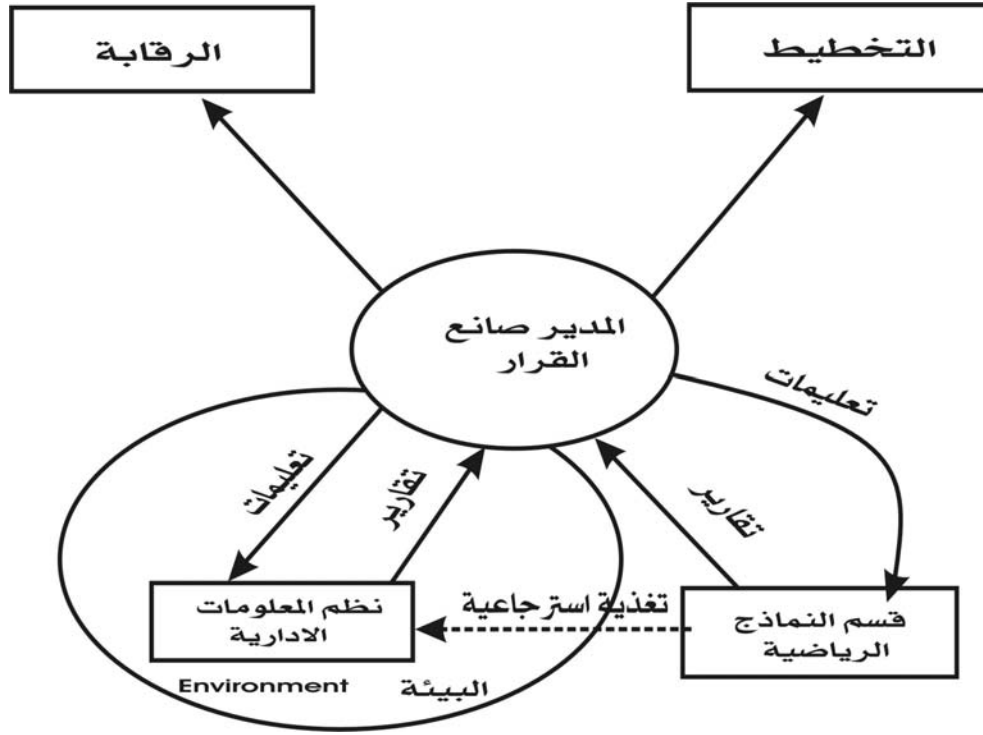 الرقابة
التخطيط
المدير صانع
القرار
تعليمات
تعليمات
تقارير
تقارير
نظم المعلومات
الادارية
تغذية استرجاعية
قسم النماذج
الرياضية
Environment البيئة